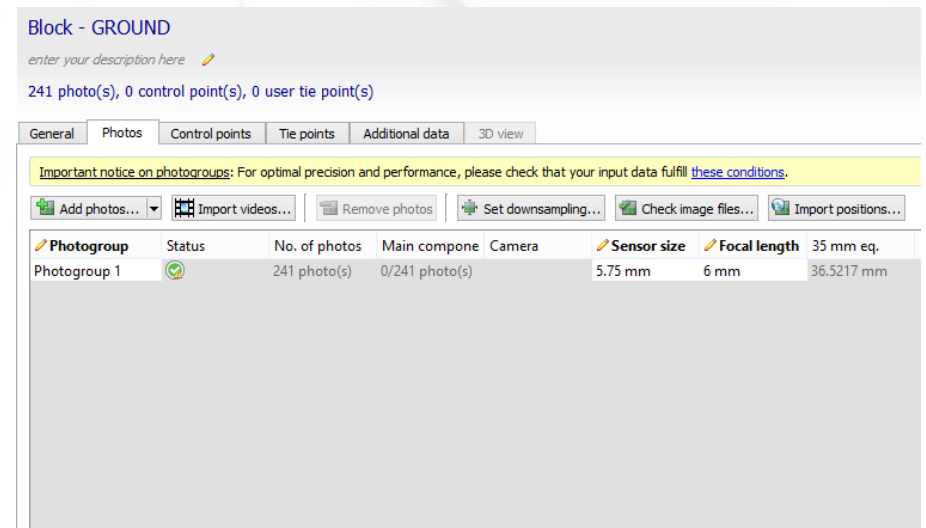 Block - GROUND
enter your description here
241 photo(s), 0 control point(s), 0 user tie point(s)
General Photos Control points Tie points Additional data 3D view
Important notice on photogroups: For optimal precision and performance, please check that your input data fulfill these conditions.
Add photos... Import videos... Remove photos Set downsampling... Check image files... Import positions...
Photogroup Status No. of photos Main compone Camera Sensor size Focal length 35 mm eq.
Photogroup 1 241 photo(s) 0/241 photo(s) 5.75 mm 6 mm 36.5217 mm